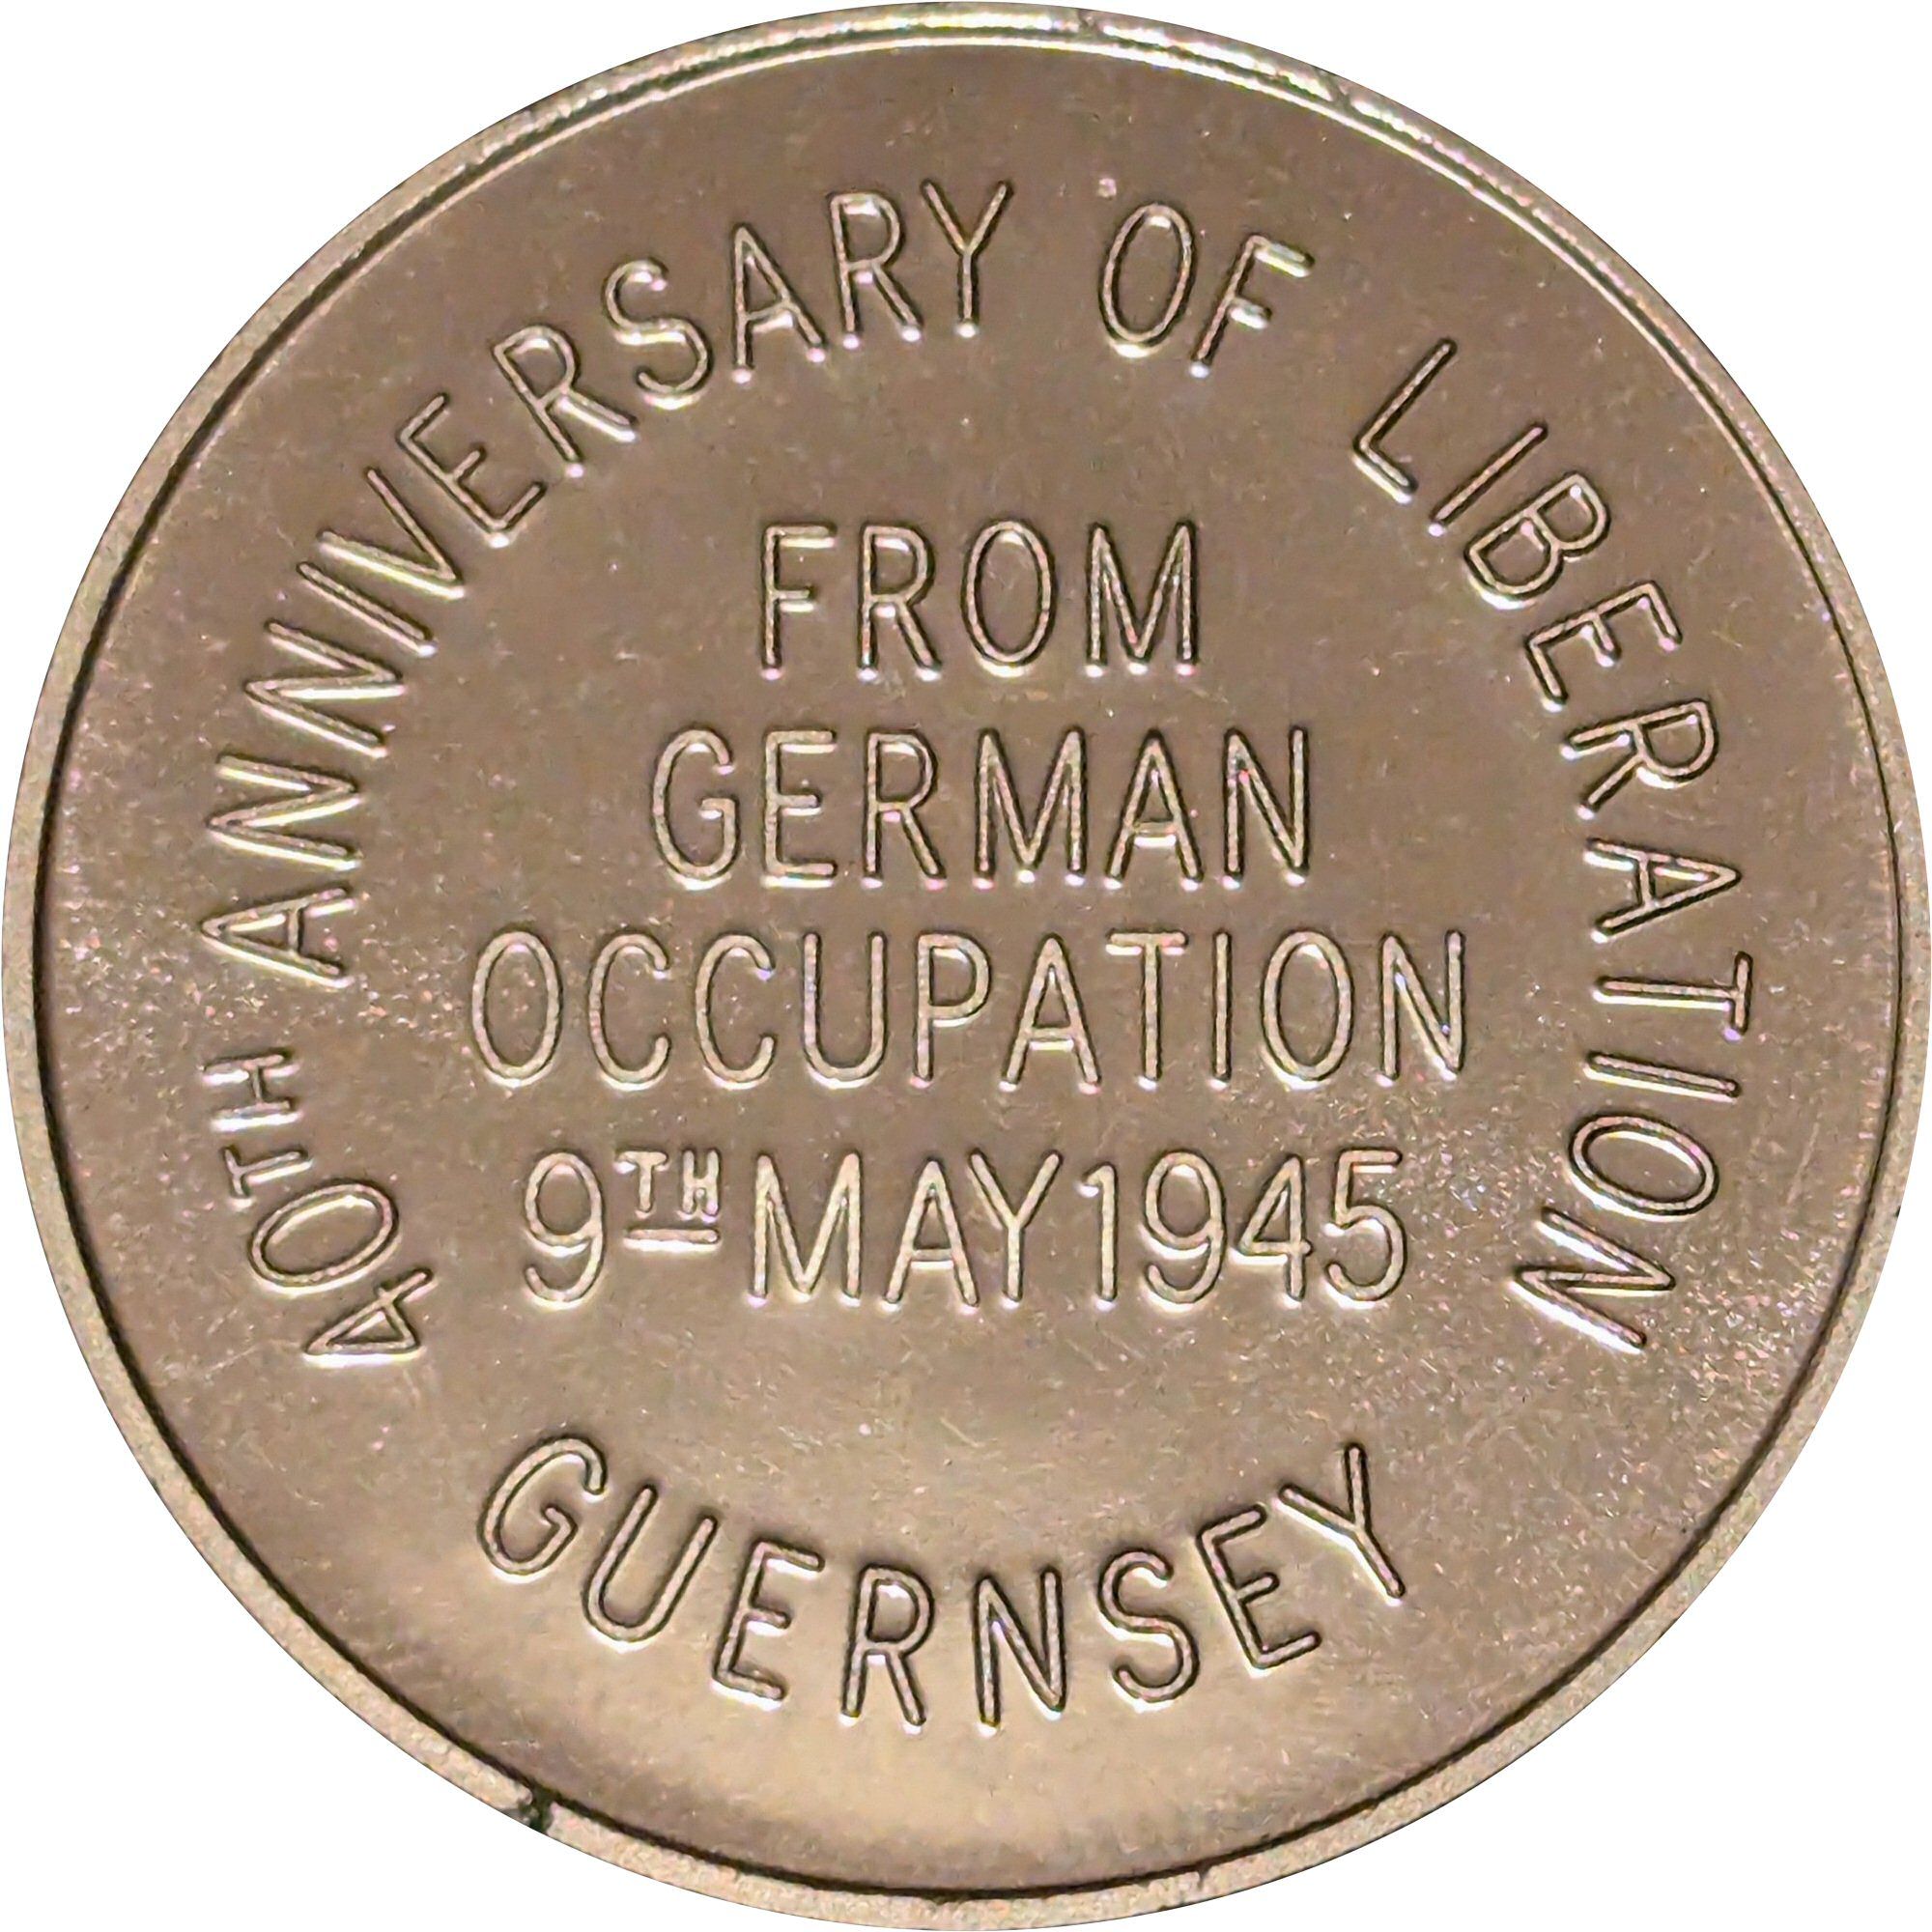 40TH ANNIVERSARY OF LIBERATION
FROM
GERMAN
OCCUPATION
9TH MAY 1945
GUERNSEY